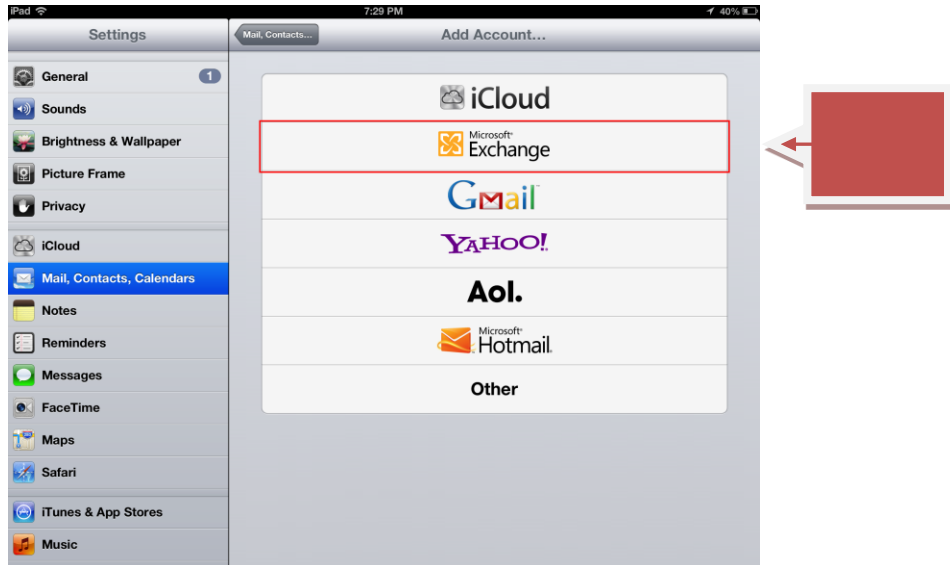 iPad 7:29 PM 40%
Settings Mail, Contacts... Add Account...
General 1
Sounds
Brightness & Wallpaper
Picture Frame
Privacy
iCloud
Mail, Contacts, Calendars
Notes
Reminders
Messages
FaceTime
Maps
Safari
iTunes & App Stores
Music
iCloud
Microsoft
Exchange
Gmail
YAHOO!
Aol.
Microsoft
Hotmail
Other